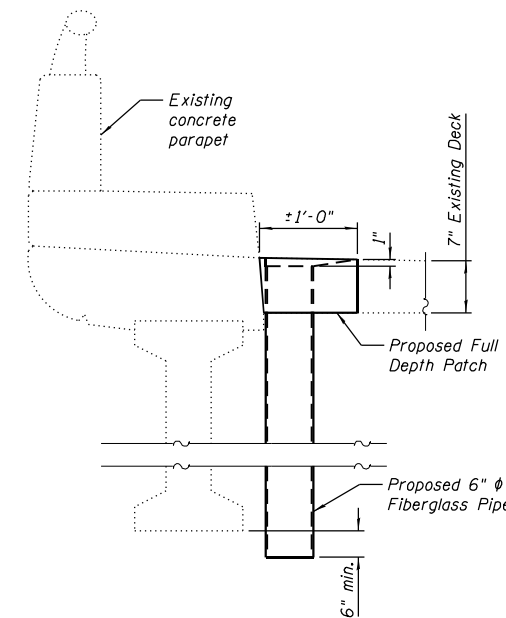 Existing
concrete
parapet
±1'-0"
1"
7" Existing Deck
Proposed Full
Depth Patch
Proposed 6" ϕ
Fiberglass Pipe
6" min.